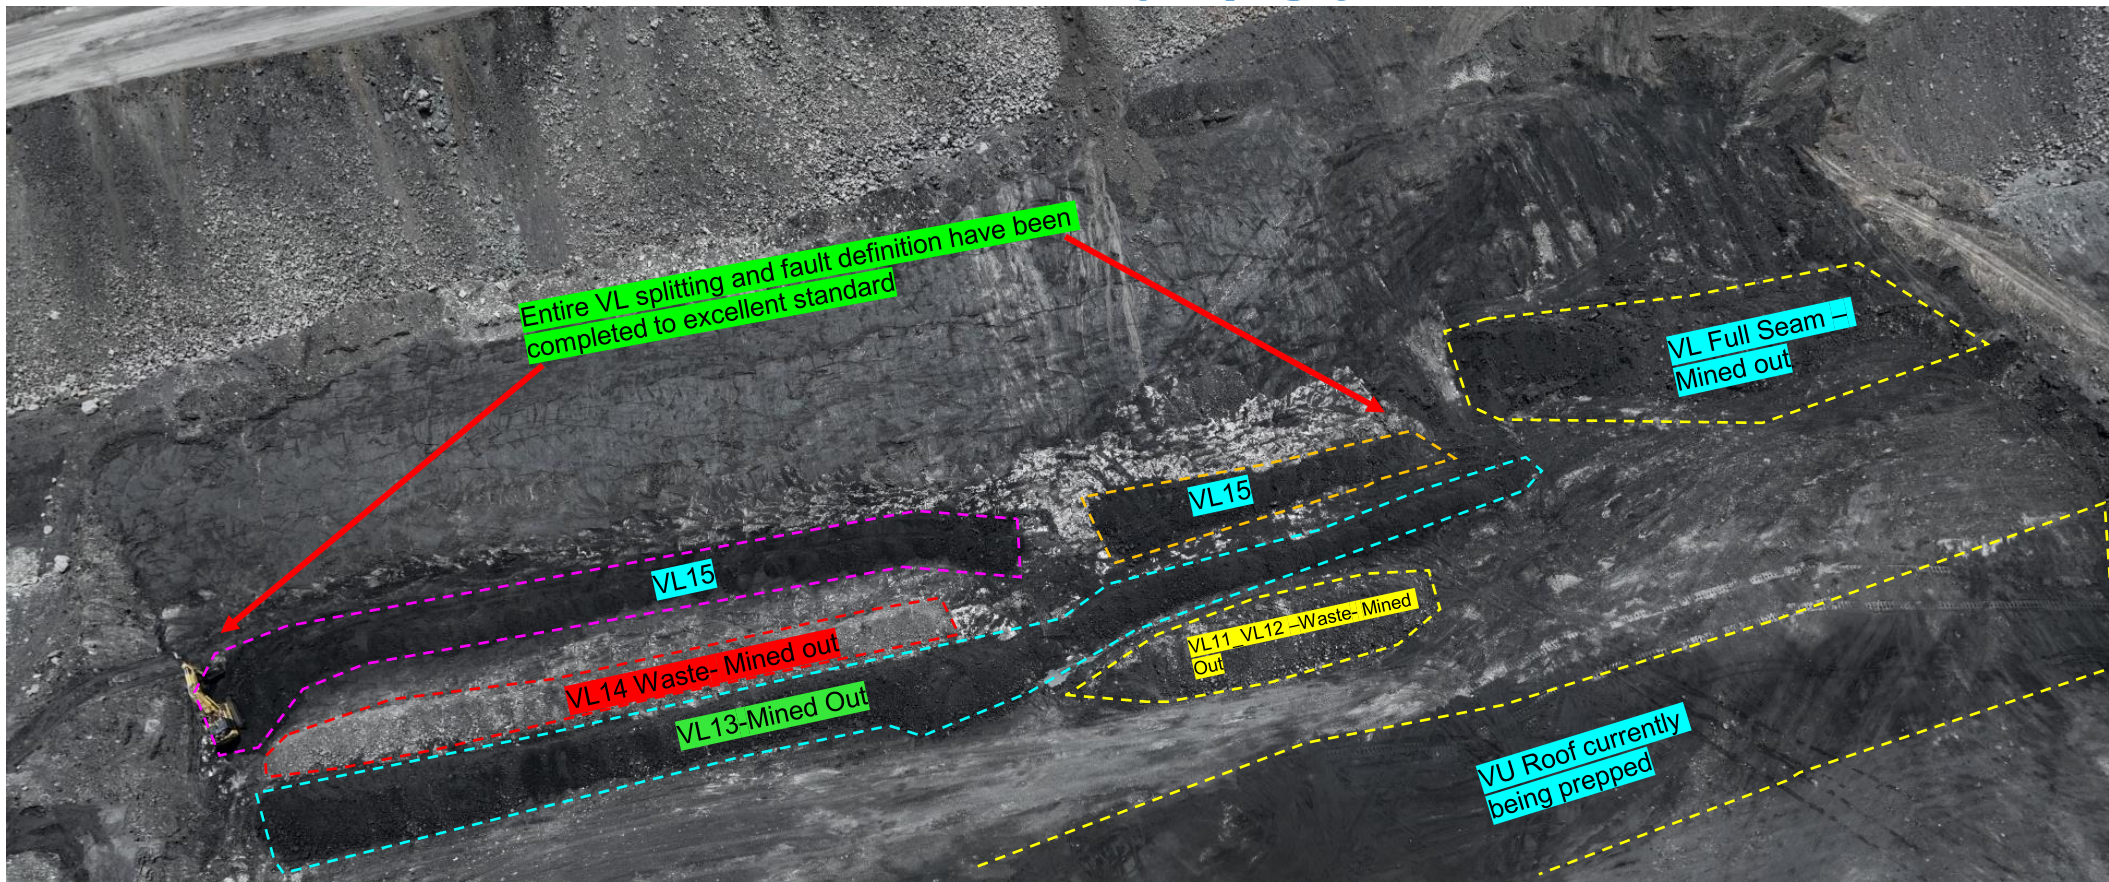 Entire VL splitting and fault definition have been
completed to excellent standard
VL Full Seam –
Mined out
VL15
VL15
VL11_VL12 –Waste- Mined
Out
VL14 Waste- Mined out
VL13-Mined Out
VU Roof currently
being prepped